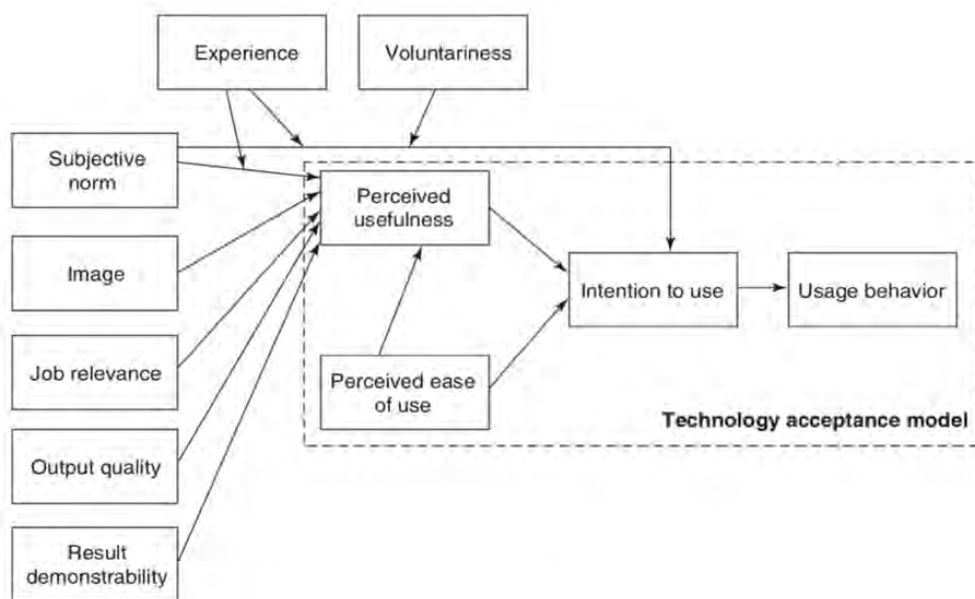 Experience
Voluntariness
Subjective
norm
Perceived
usefulness
Image
Intention to use
Usage behavior
Job relevance
Perceived ease
of use
Technology acceptance model
Output quality
Result
demonstrability